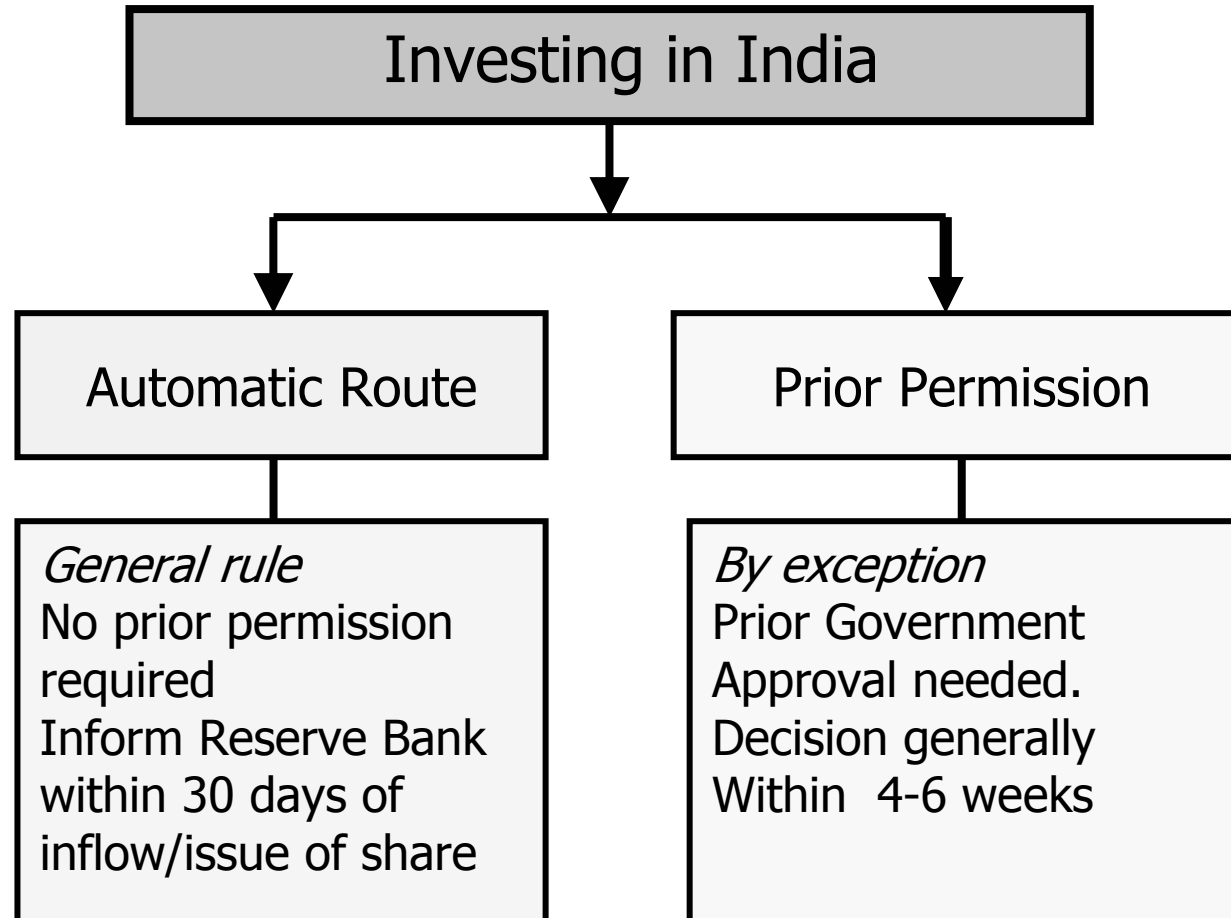 Investing in India
Automatic Route
Prior Permission
General rule
No prior permission
required
Inform Reserve Bank
within 30 days of
inflow/issue of share
By exception
Prior Government
Approval needed.
Decision generally
Within  4-6 weeks